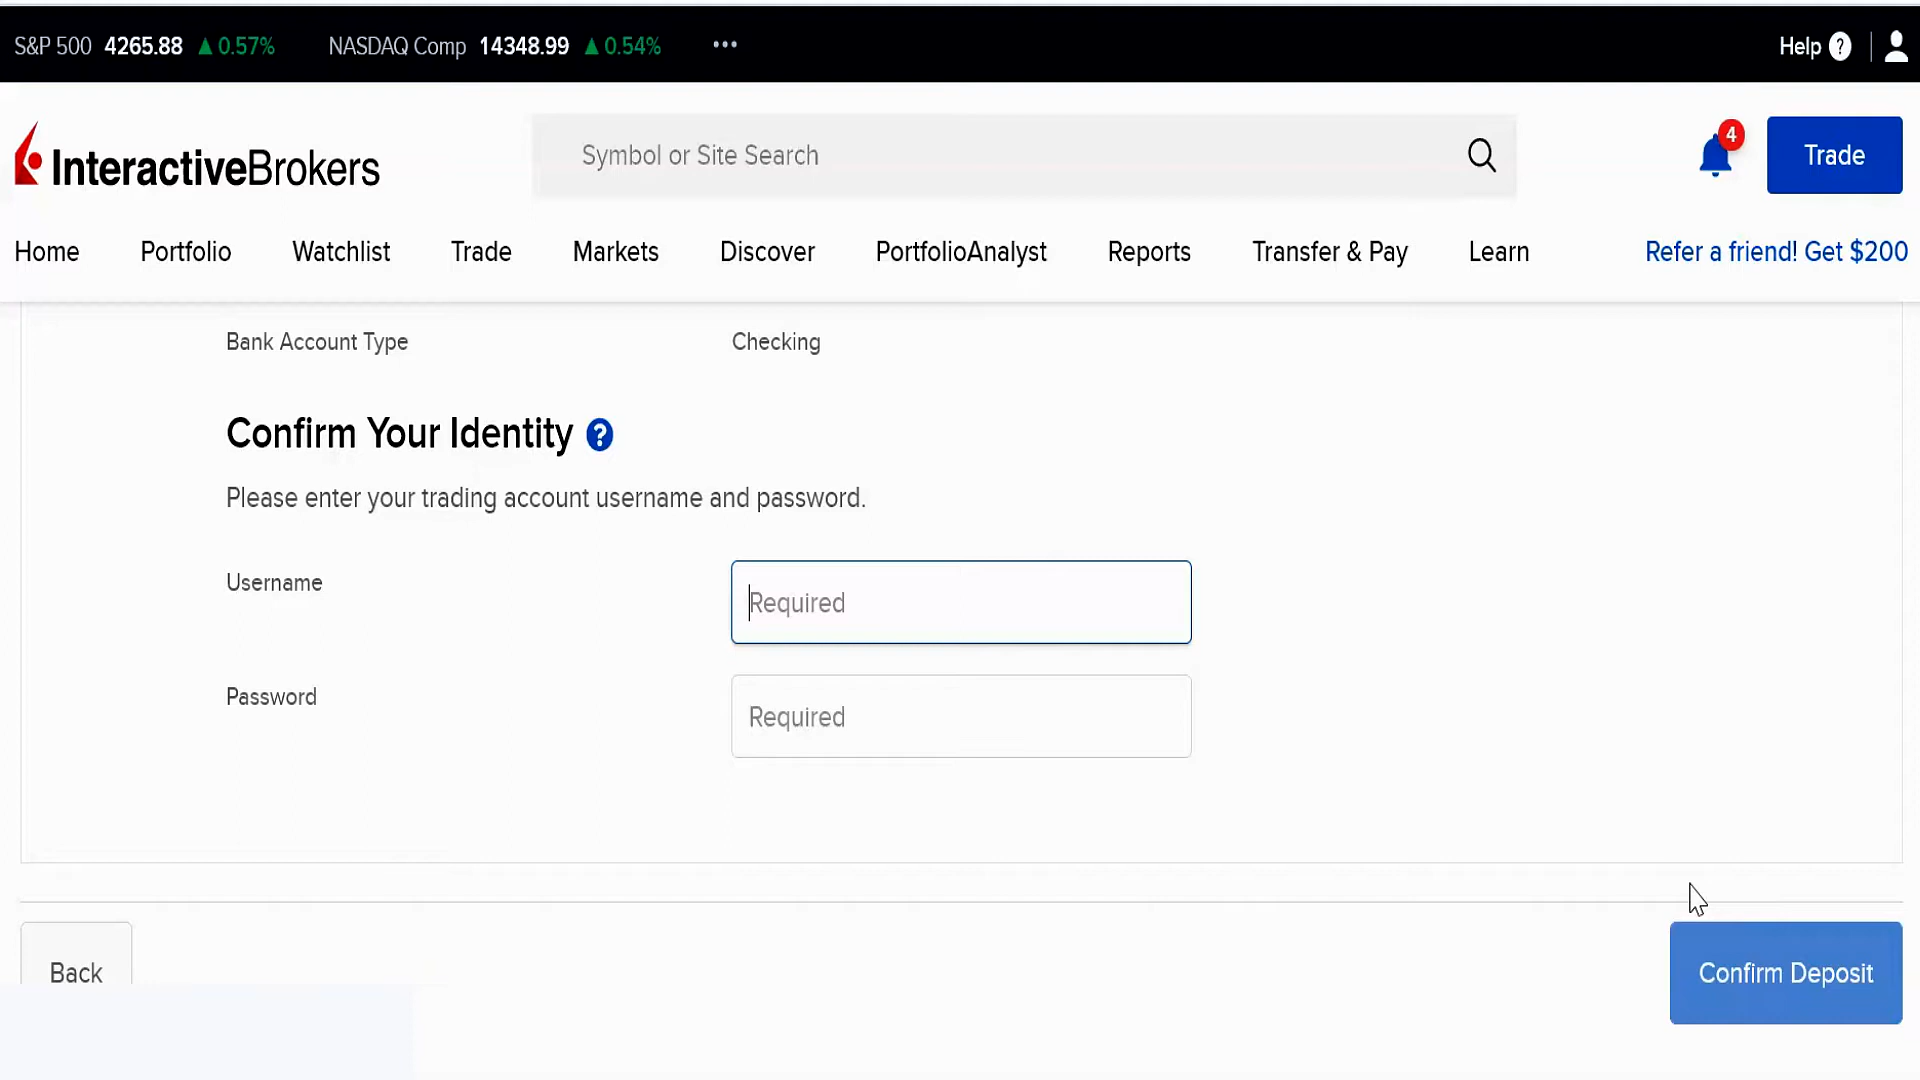 S&P 500 4265.88 ▲ 0.57% NASDAQ Comp 14348.99 ▲ 0.54% ••• Help ?
InteractiveBrokers Symbol or Site Search 4 Trade
Home Portfolio Watchlist Trade Markets Discover PortfolioAnalyst Reports Transfer & Pay Learn Refer a friend! Get $200
Bank Account Type Checking
Confirm Your Identity ?
Please enter your trading account username and password.
Username Required
Password Required
Back Confirm Deposit